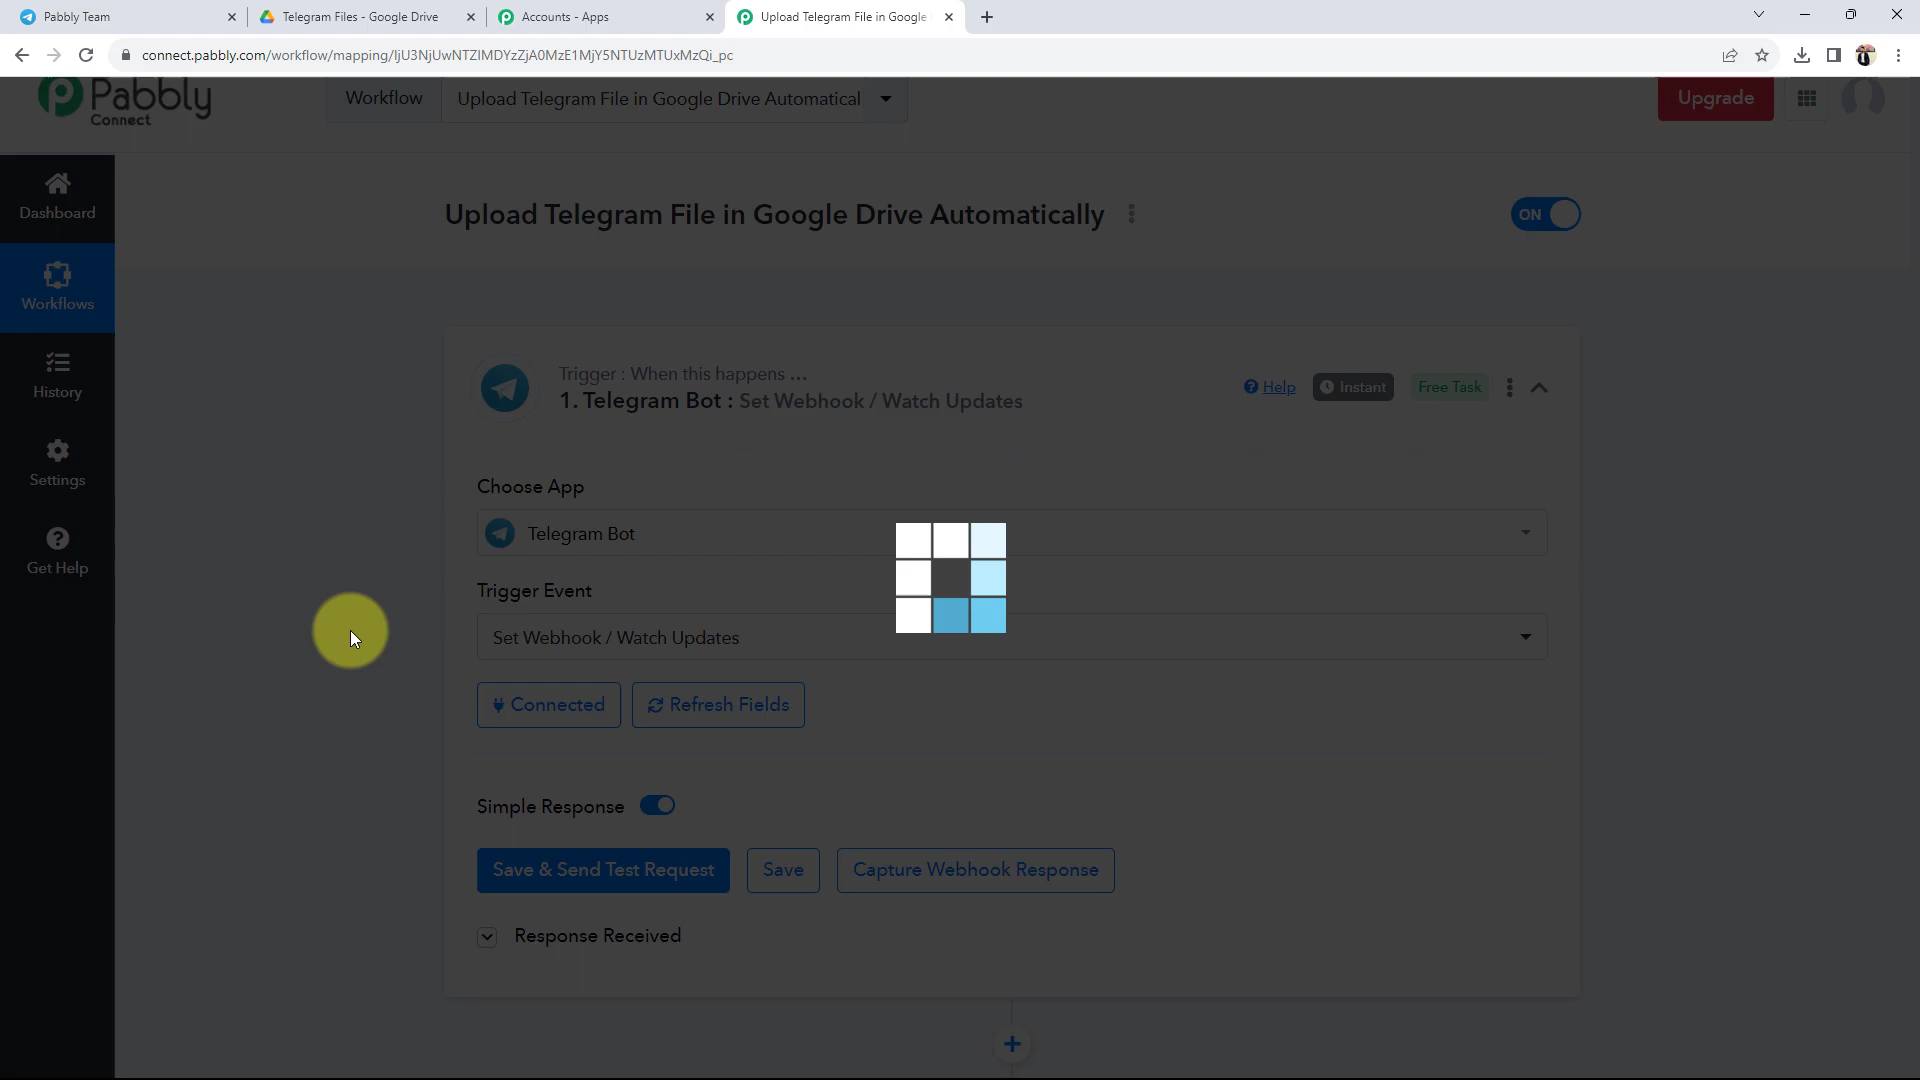 Pabbly Team
Telegram Files - Google Drive
Accounts - Apps
Upload Telegram File in Google
connect.pabbly.com/workflow/mapping/IjU3NjUwNTZlMDYzZjA0MzE1MjY5NTUzMTUxMzQi_pc
Pabbly
Connect
Workflow
Upload Telegram File in Google Drive Automatical
Upgrade
Dashboard
Upload Telegram File in Google Drive Automatically
ON
Workflows
History
Settings
Get Help
Trigger : When this happens ...
1. Telegram Bot : Set Webhook / Watch Updates
Help
Instant
Free Task
Choose App
Telegram Bot
Trigger Event
Set Webhook / Watch Updates
Connected
Refresh Fields
Simple Response
Save & Send Test Request
Save
Capture Webhook Response
Response Received